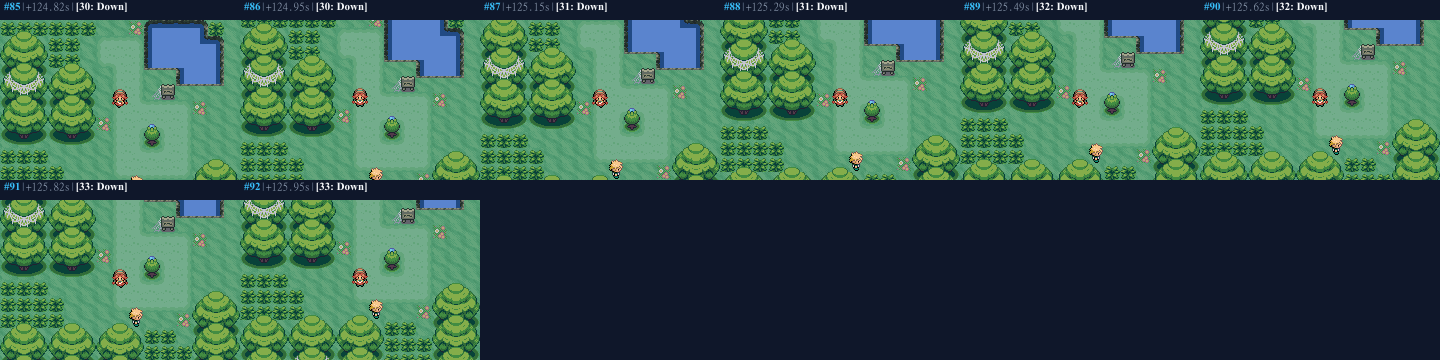 #85|+124.82s|[30: Down]
#86|+124.95s|[30: Down]
#87|+125.15s|[31: Down]
#88|+125.29s|[31: Down]
#89|+125.49s|[32: Down]
#90|+125.62s|[32: Down]
#91|+125.82s|[33: Down]
#92|+125.95s|[33: Down]